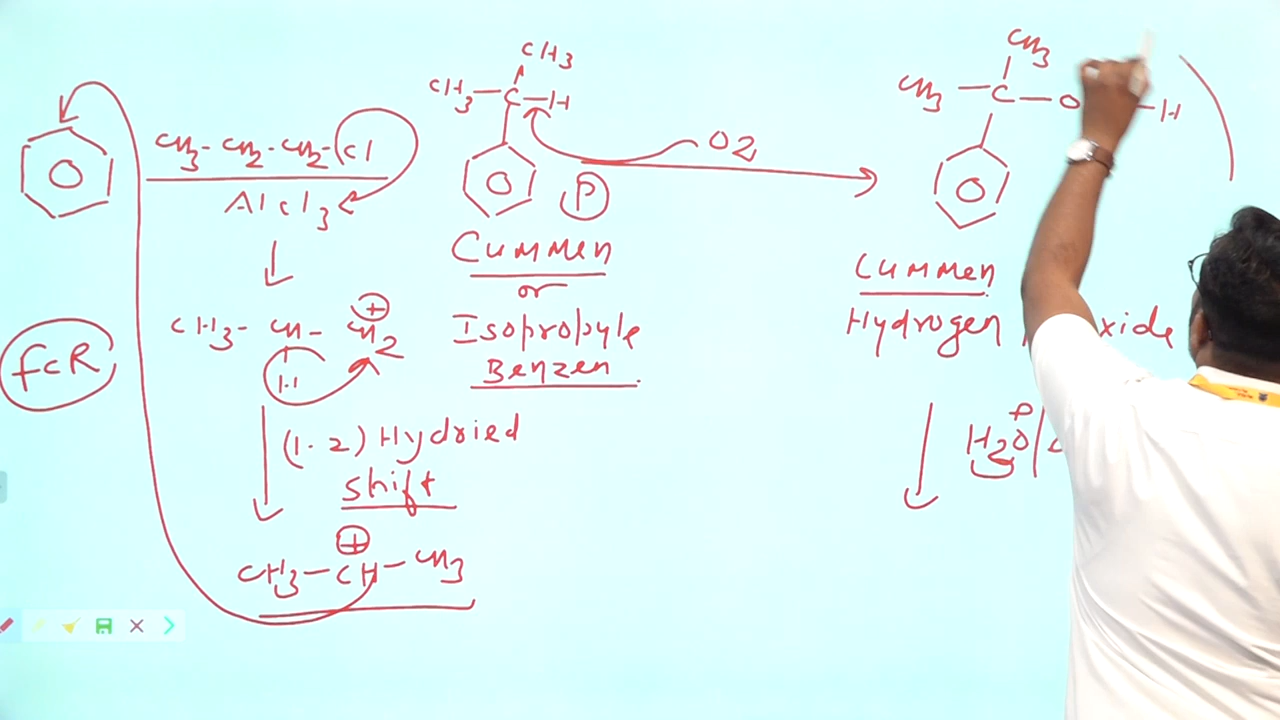 CH3- CH2- CH2- Cl
AlCl3
CH3- CH- CH2
⊕
H
FCR
(1-2) Hydried
shift
⊕
CH3-CH-CH3
CH3
CH3-C-H
P
O2
Cummen
or
Isopropyle
Benzen
CH3
CH3-C-O
H
Cummen
Hydrogen
xide
H2O